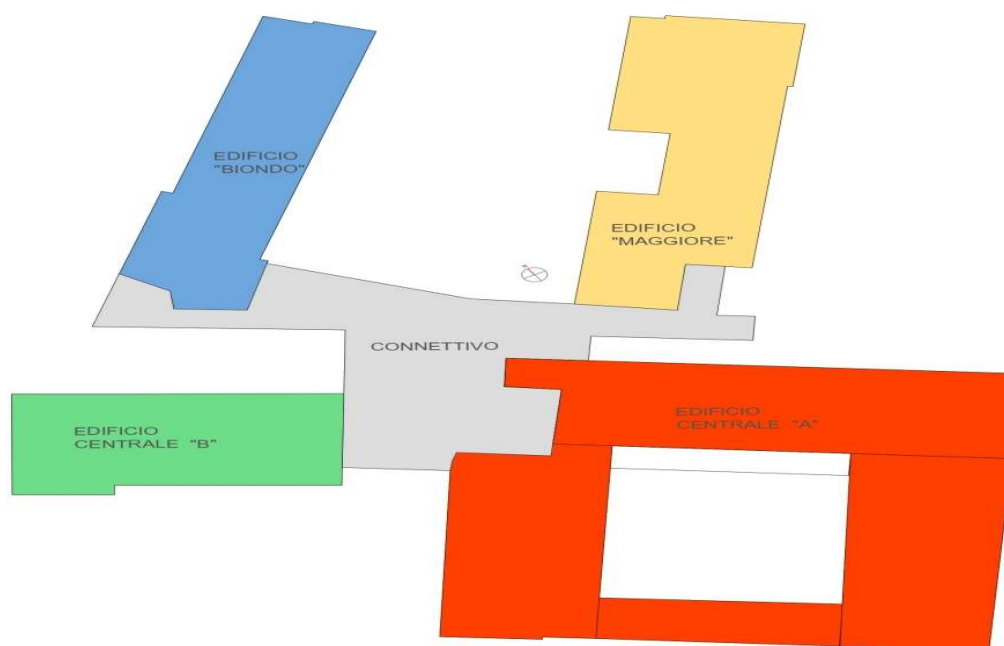 EDIFICIO
"BIONDO"
EDIFICIO
"MAGGIORE"
CONNETTIVO
EDIFICIO
CENTRALE "B"
EDIFICIO
CENTRALE "A"